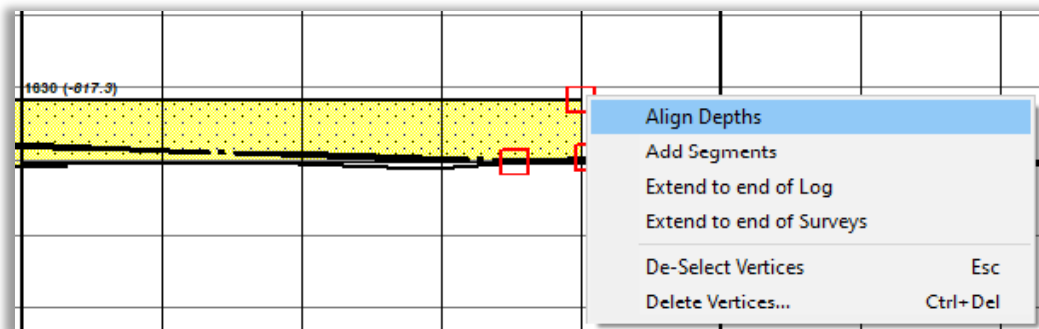 1630 (-617.3)
Align Depths
Add Segments
Extend to end of Log
Extend to end of Surveys
De-Select Vertices Esc
Delete Vertices... Ctrl+Del